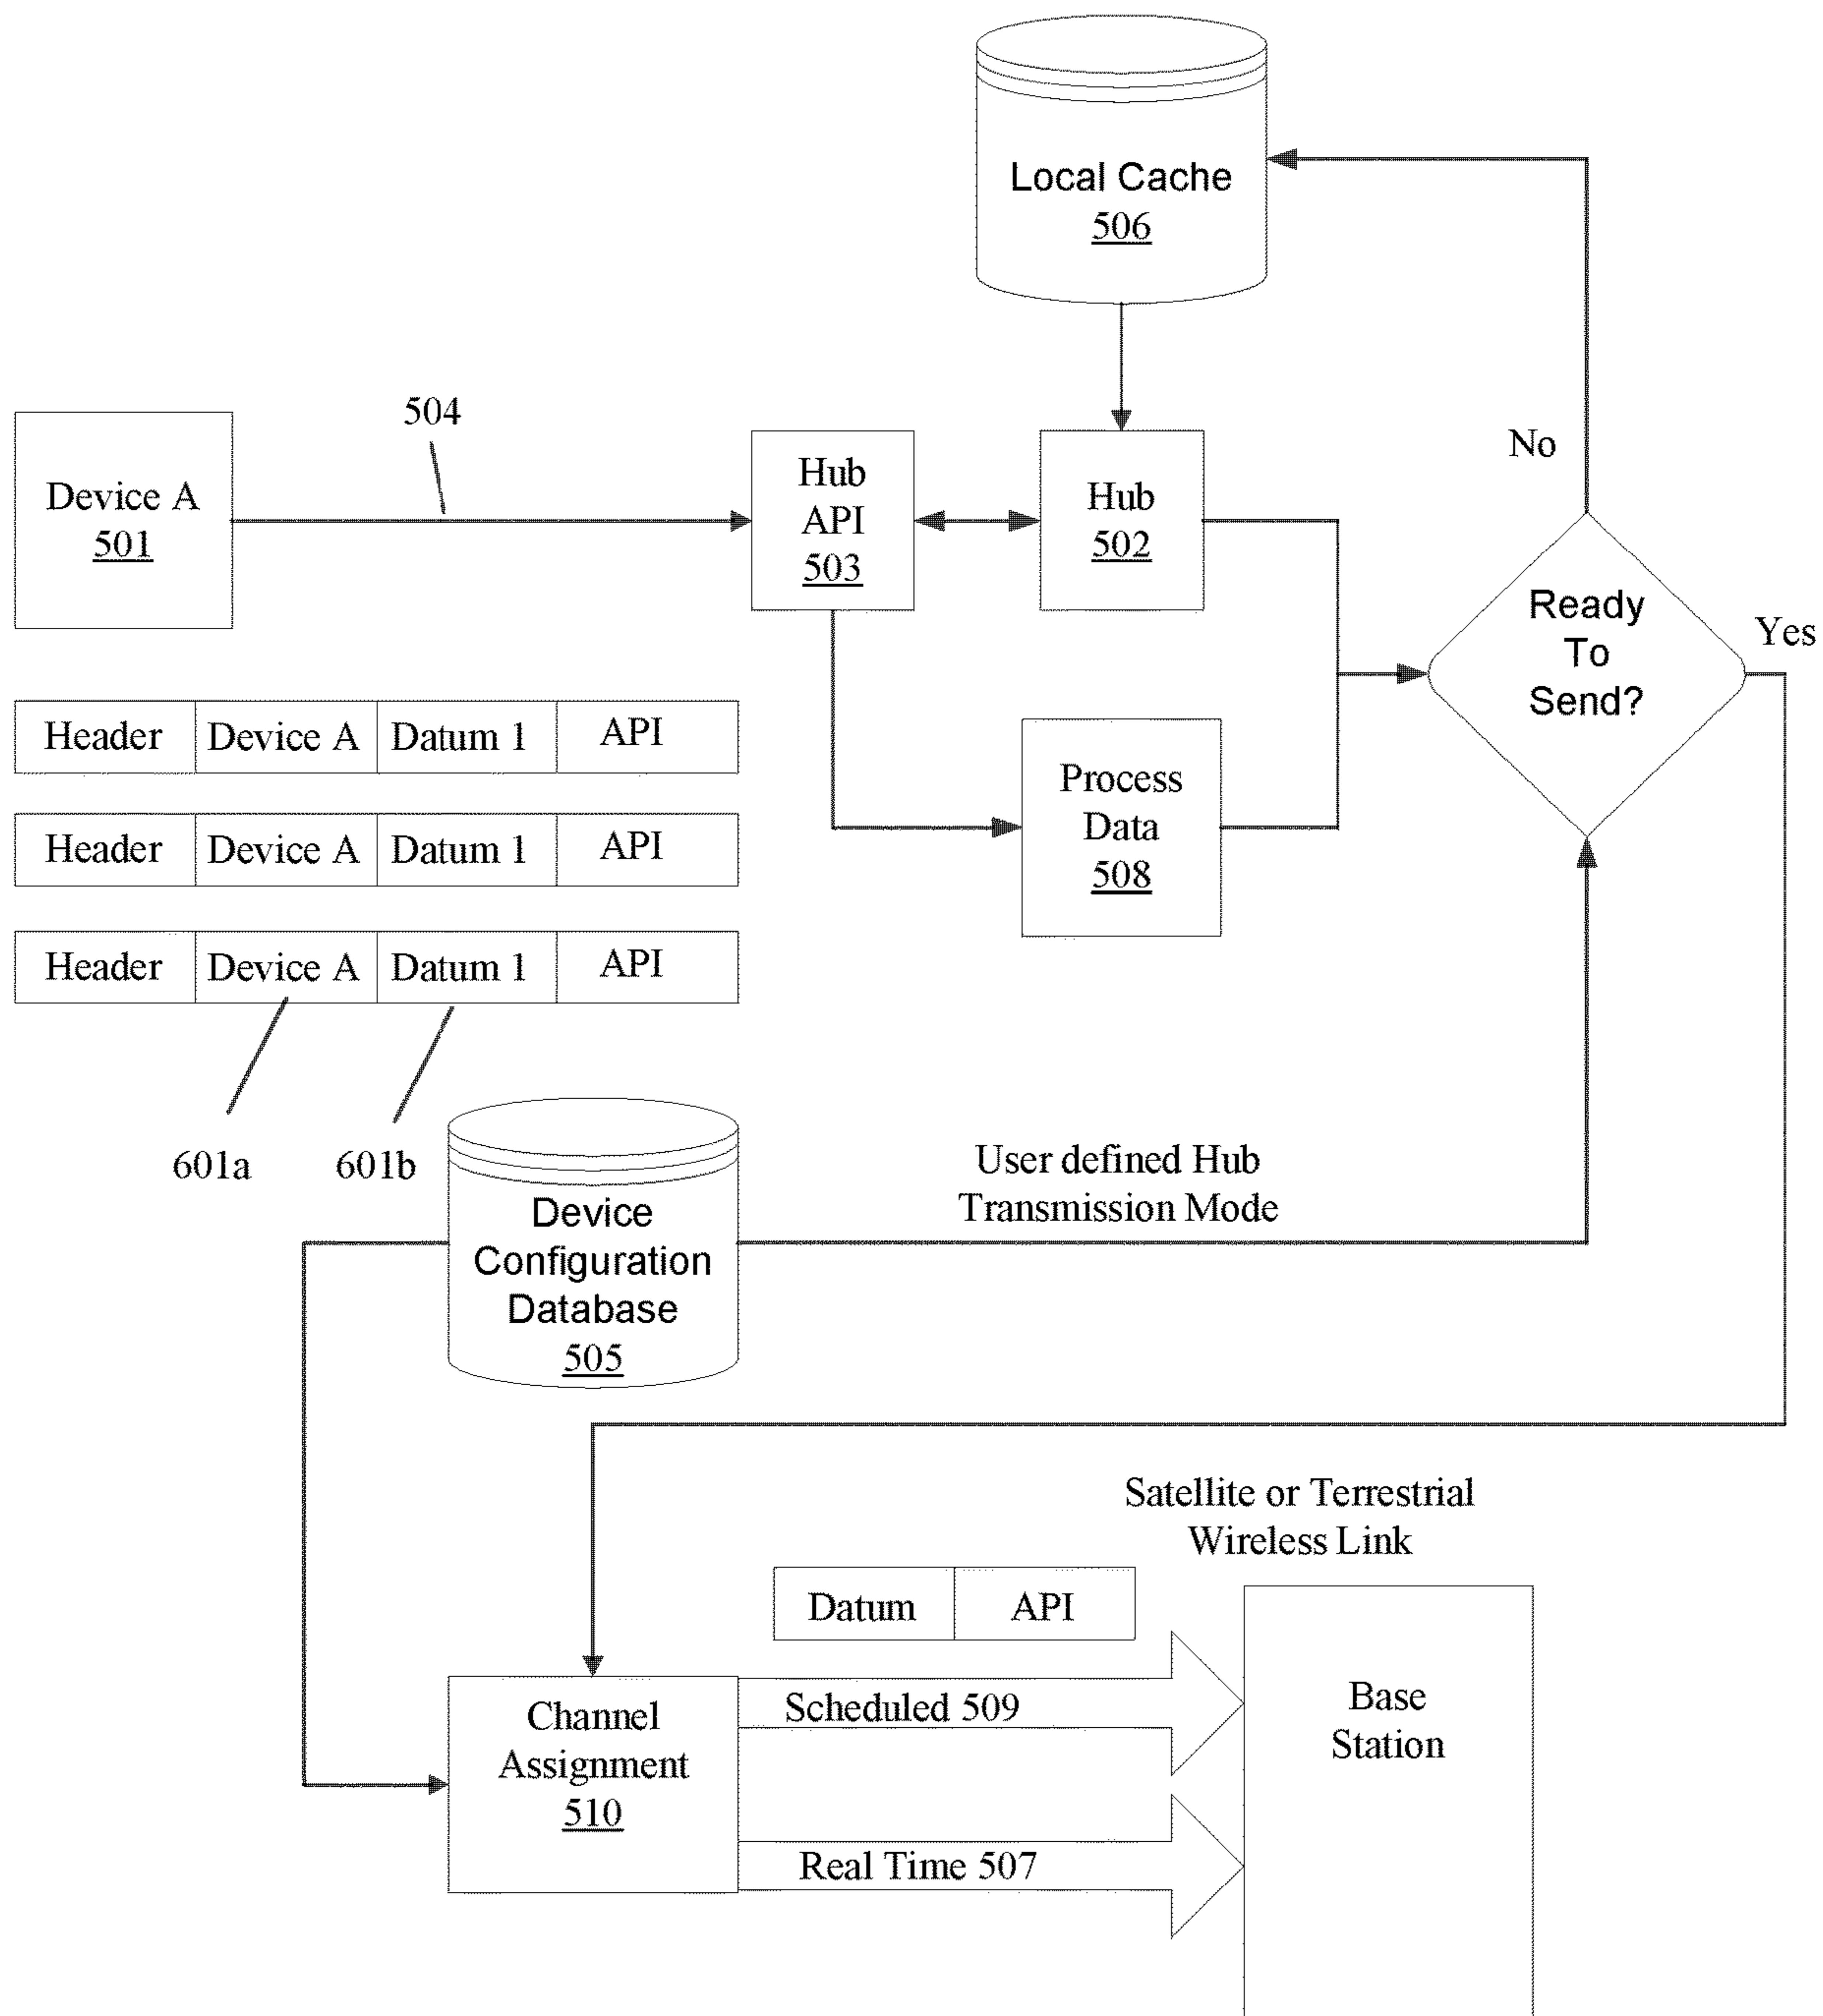 Local Cache
506
504
Device A
501
Hub
API
503
Hub
502
No
Ready
To
Send?
Yes
Header Device A Datum 1 API
Header Device A Datum 1 API
Header Device A Datum 1 API
Process
Data
508
601a
601b
Device
Configuration
Database
505
User defined Hub
Transmission Mode
Satellite or Terrestrial
Wireless Link
Datum API
Channel
Assignment
510
Scheduled 509
Real Time 507
Base
Station